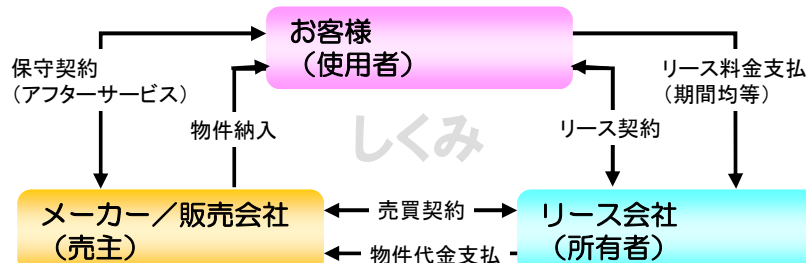 お客様
（使用者）
保守契約
（アフターサービス）
物件納入
しくみ
リース契約
リース料金支払
（期間均等）
メーカー／販売会社
（売主）
売買契約
物件代金支払
リース会社
（所有者）